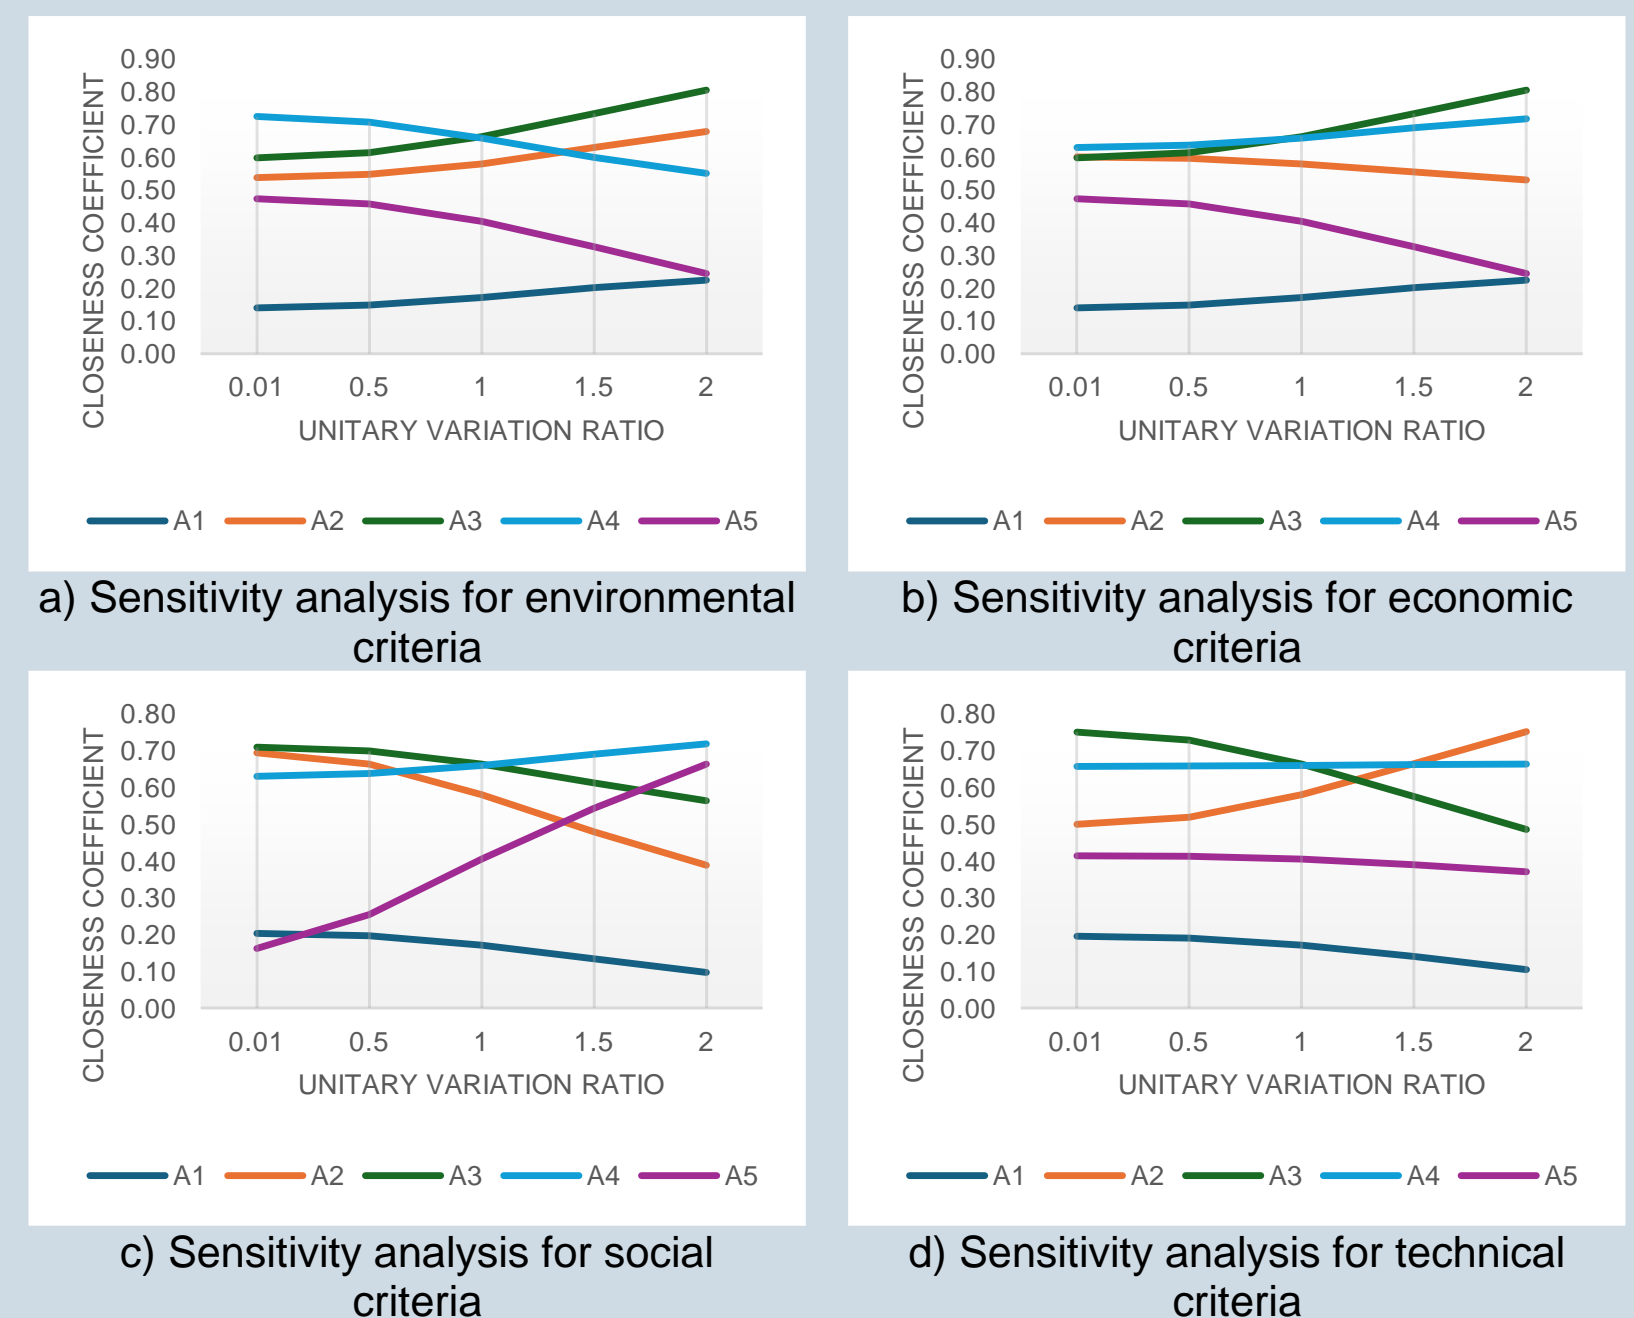 0.90
0.80
0.70
0.60
0.50
0.40
0.30
0.20
0.10
0.00
CLOSENESS COEFFICIENT
0.01 0.5 1 1.5 2
UNITARY VARIATION RATIO
A1 A2 A3 A4 A5
a) Sensitivity analysis for environmental
criteria
0.90
0.80
0.70
0.60
0.50
0.40
0.30
0.20
0.10
0.00
CLOSENESS COEFFICIENT
0.01 0.5 1 1.5 2
UNITARY VARIATION RATIO
A1 A2 A3 A4 A5
b) Sensitivity analysis for economic
criteria
0.80
0.70
0.60
0.50
0.40
0.30
0.20
0.10
0.00
CLOSENESS COEFFICIENT
0.01 0.5 1 1.5 2
UNITARY VARIATION RATIO
A1 A2 A3 A4 A5
c) Sensitivity analysis for social
criteria
0.80
0.70
0.60
0.50
0.40
0.30
0.20
0.10
0.00
CLOSENESS COEFFICIENT
0.01 0.5 1 1.5 2
UNITARY VARIATION RATIO
A1 A2 A3 A4 A5
d) Sensitivity analysis for technical
criteria